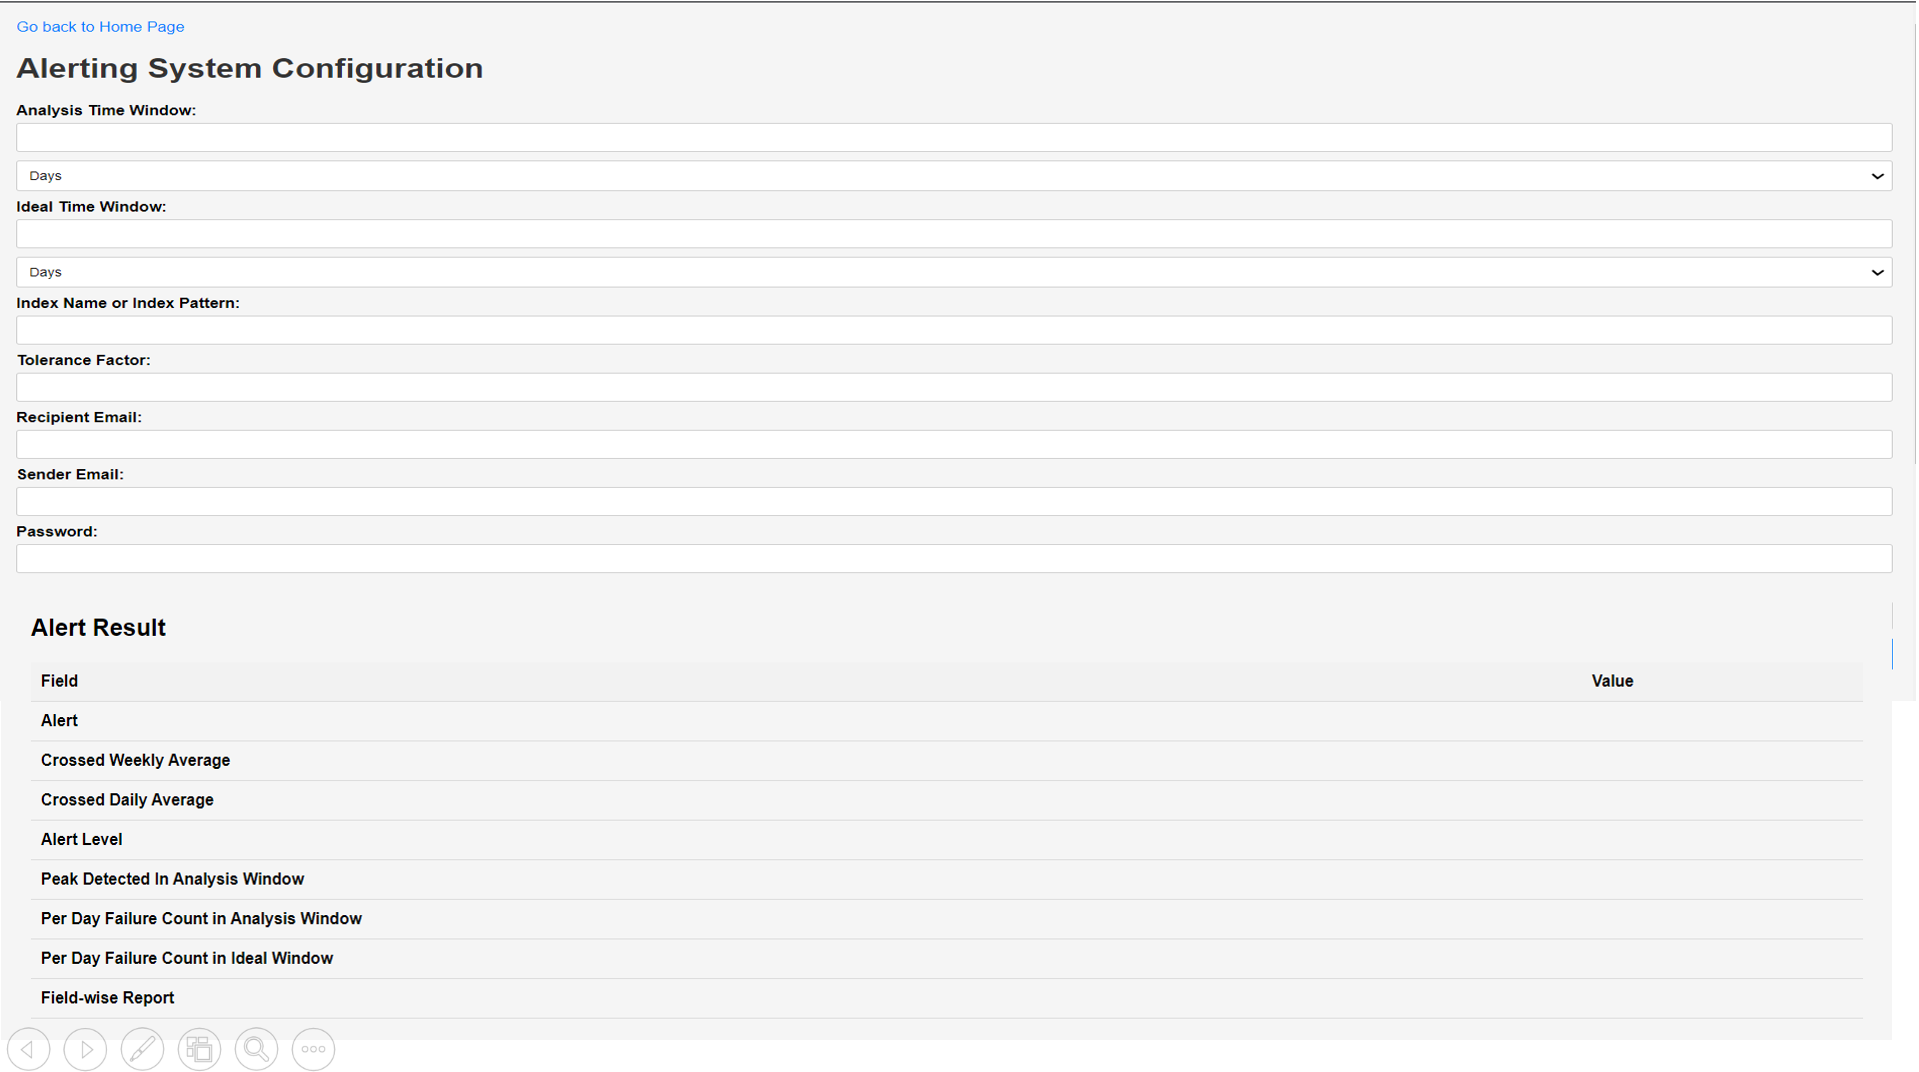 Go back to Home Page
Alerting System Configuration
Analysis Time Window:
Days
Ideal Time Window:
Days
Index Name or Index Pattern:
Tolerance Factor:
Recipient Email:
Sender Email:
Password:
Alert Result
Field Value
Alert
Crossed Weekly Average
Crossed Daily Average
Alert Level
Peak Detected In Analysis Window
Per Day Failure Count in Analysis Window
Per Day Failure Count in Ideal Window
Field-wise Report